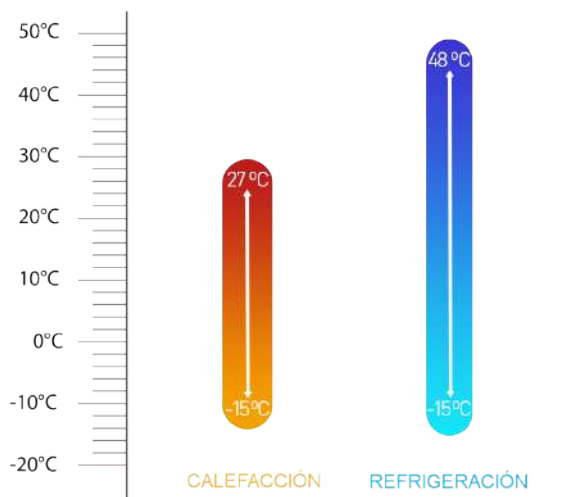 50°C
40°C
30°C
20°C
10°C
0°C
-10°C
-20°C
27 ºC
-15ºC
CALEFACCIÓN
48 ºC
-15ºC
REFRIGERACIÓN